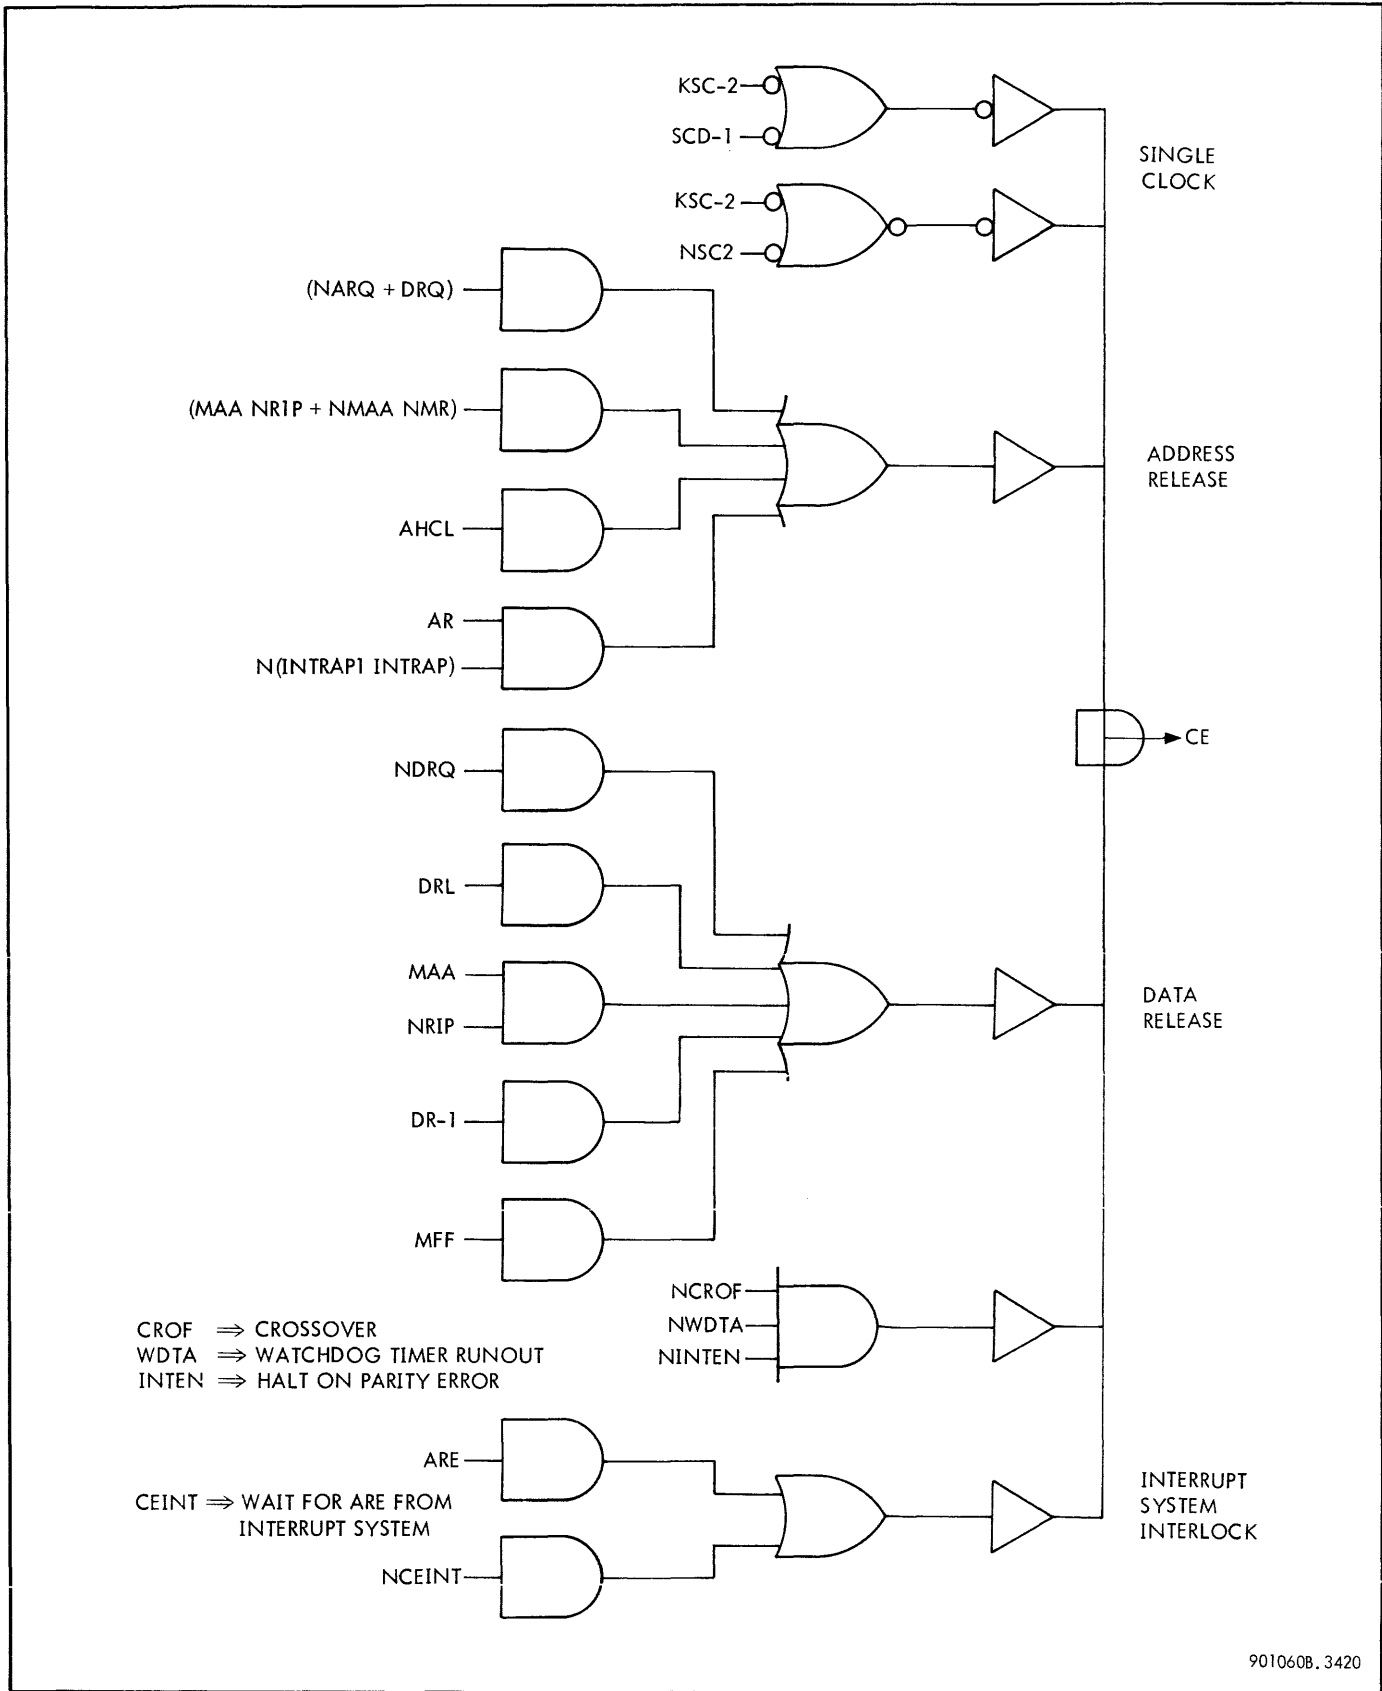 KSC-2
SCD-1
SINGLE
CLOCK
KSC-2
NSC2
(NARQ + DRQ)
(MAA NRIP + NMAA NMR)
ADDRESS
RELEASE
AHCL
AR
N(INTRAP1 INTRAP)
CE
NDRQ
DRL
MAA
NRIP
DATA
RELEASE
DR-1
MFF
NCROF
NWDTA
NINTEN
CROF ⇒ CROSSOVER
WDTA ⇒ WATCHDOG TIMER RUNOUT
INTEN ⇒ HALT ON PARITY ERROR
ARE
CEINT ⇒ WAIT FOR ARE FROM
INTERRUPT SYSTEM
NCEINT
INTERRUPT
SYSTEM
INTERLOCK
901060B.3420